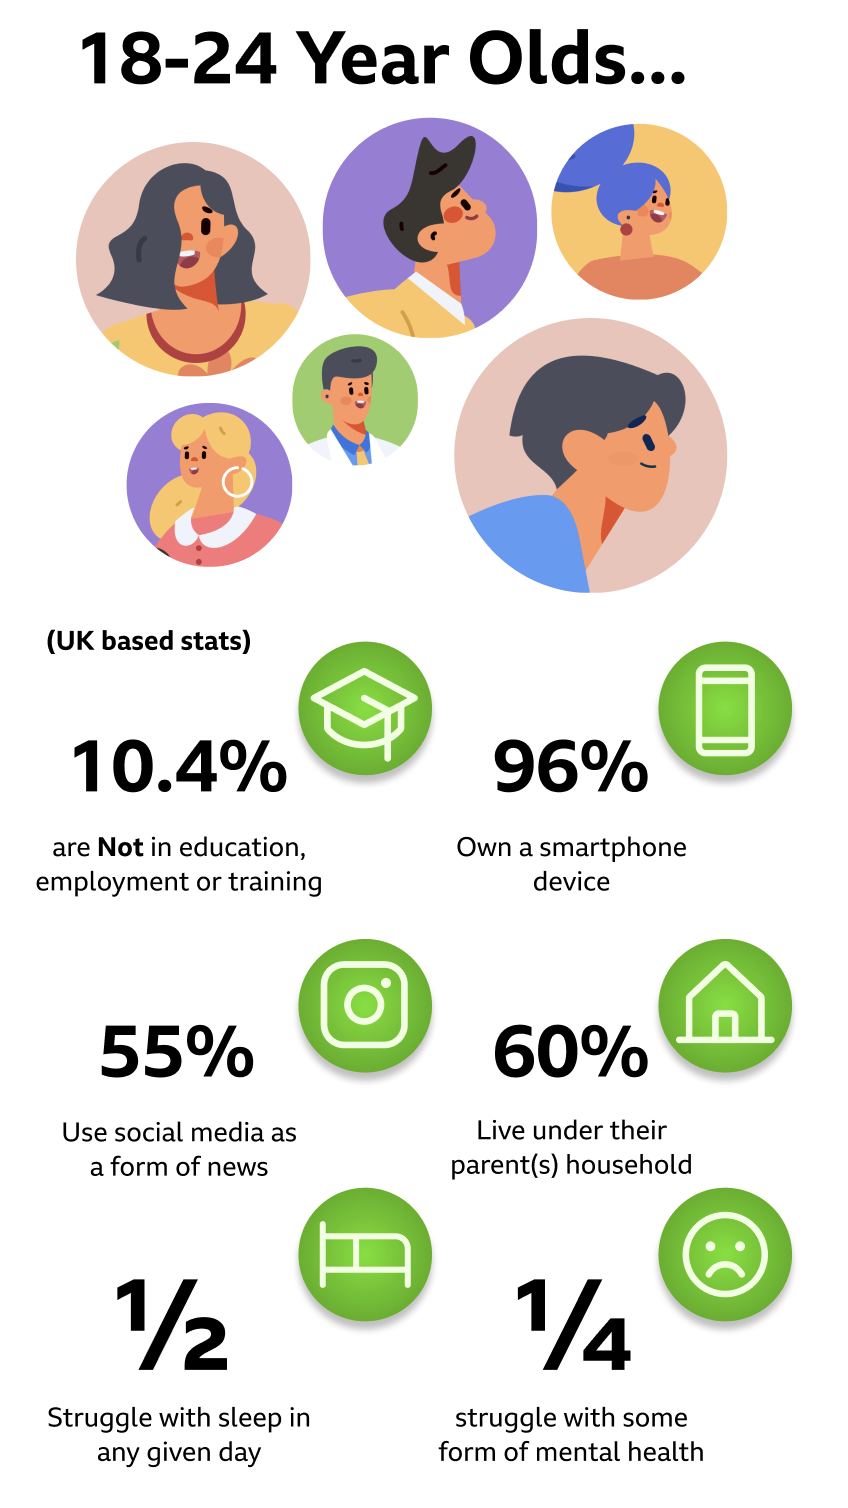 18-24 Year Olds...
(UK based stats)
10.4%
are Not in education,
employment or training
96%
Own a smartphone
device
55%
Use social media as
a form of news
60%
Live under their
parent(s) household
½
Struggle with sleep in
any given day
¼
struggle with some
form of mental health